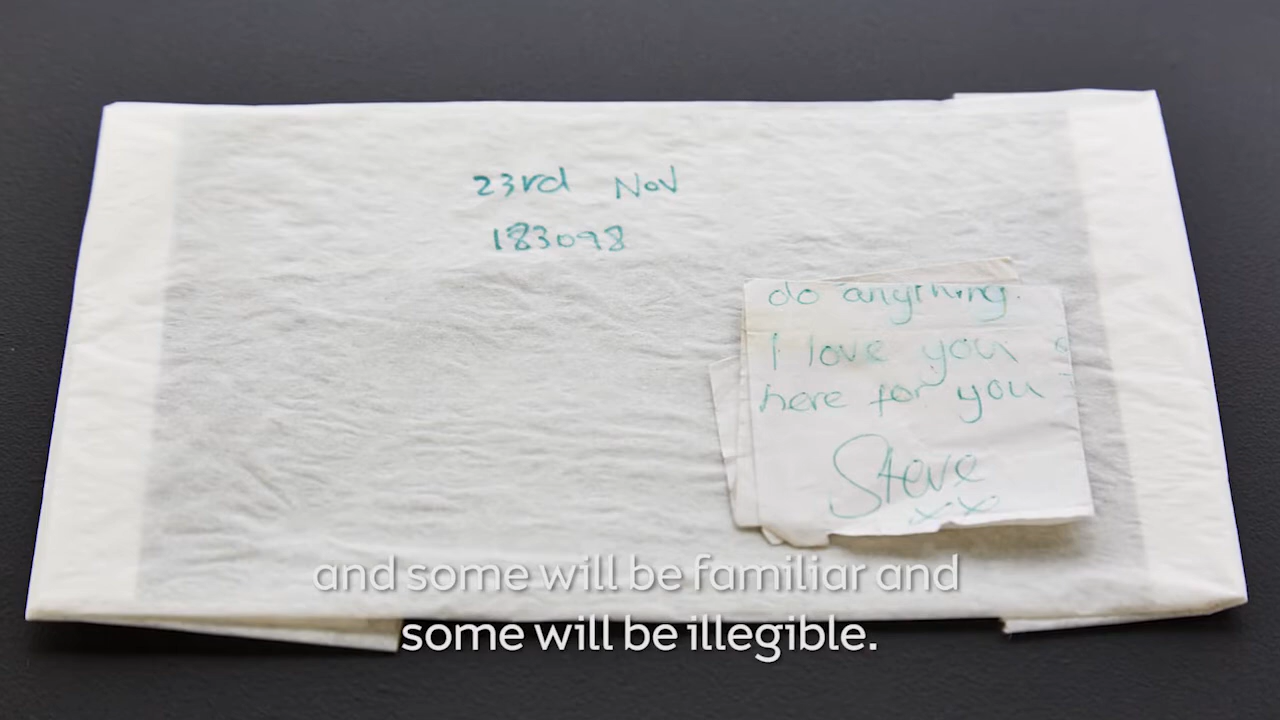 23rd Nov
183098
do anything.
I love you
here for you
Steve
xx
and some will be familiar and
some will be illegible.